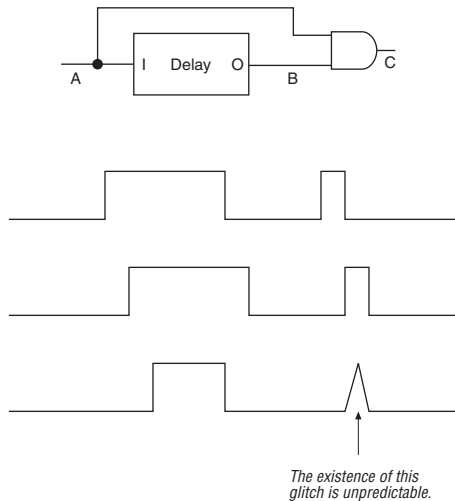 A
I Delay O
B
C
The existence of this
glitch is unpredictable.